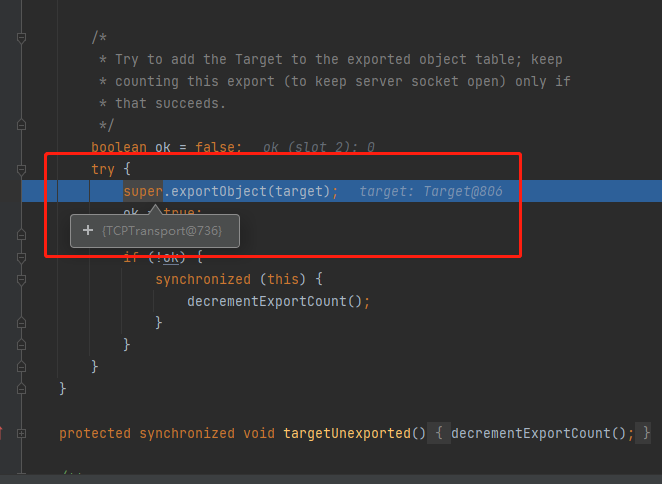 /*
* Try to add the Target to the exported object table; keep
* counting this export (to keep server socket open) only if
* that succeeds.
*/
boolean ok = false; ok (slot 2): 0
try {
super.exportObject(target); target: Target@806
ok = true;
+ {TCPTransport@736}
if (!ok) {
synchronized (this) {
decrementExportCount();
}
}
}
}
protected synchronized void targetUnexported() { decrementExportCount(); }